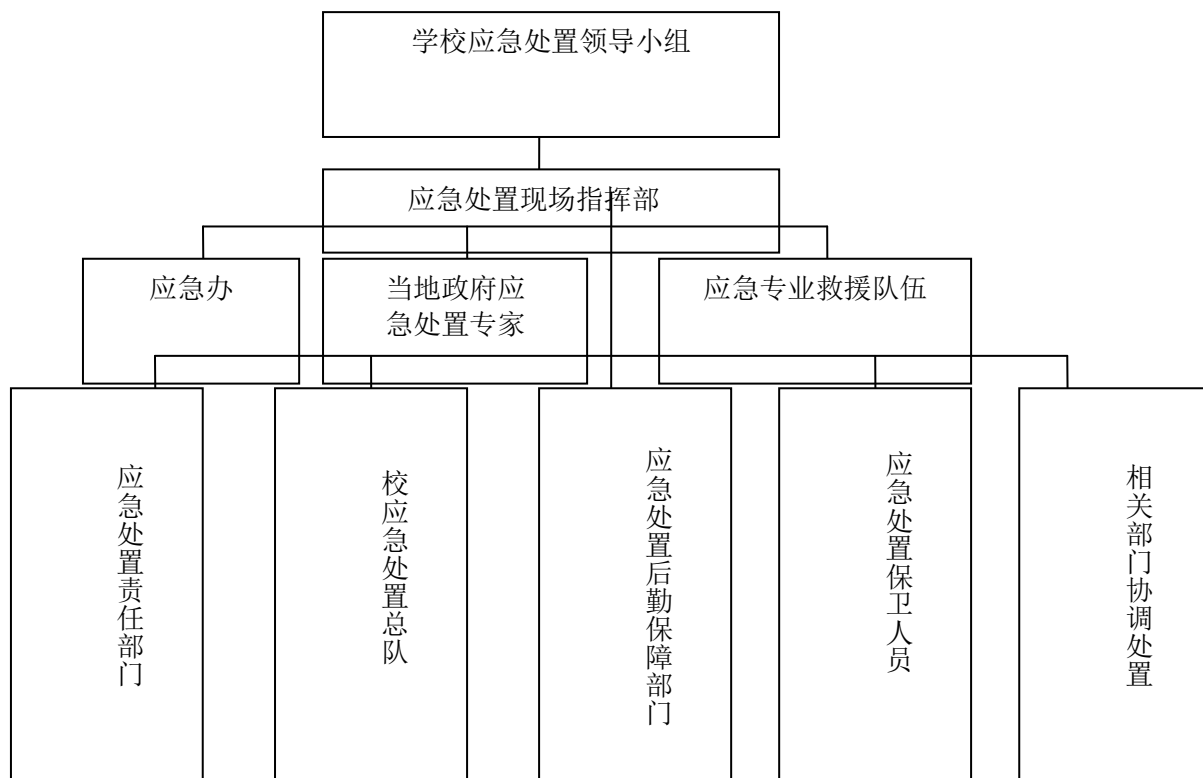 学校应急处置领导小组
应急处置现场指挥部
应急办
当地政府应
急处置专家
应急专业救援队伍
应急处置责任部门
校应急处置总队
应急处置后勤保障部门
应急处置保卫人员
相关部门协调处置